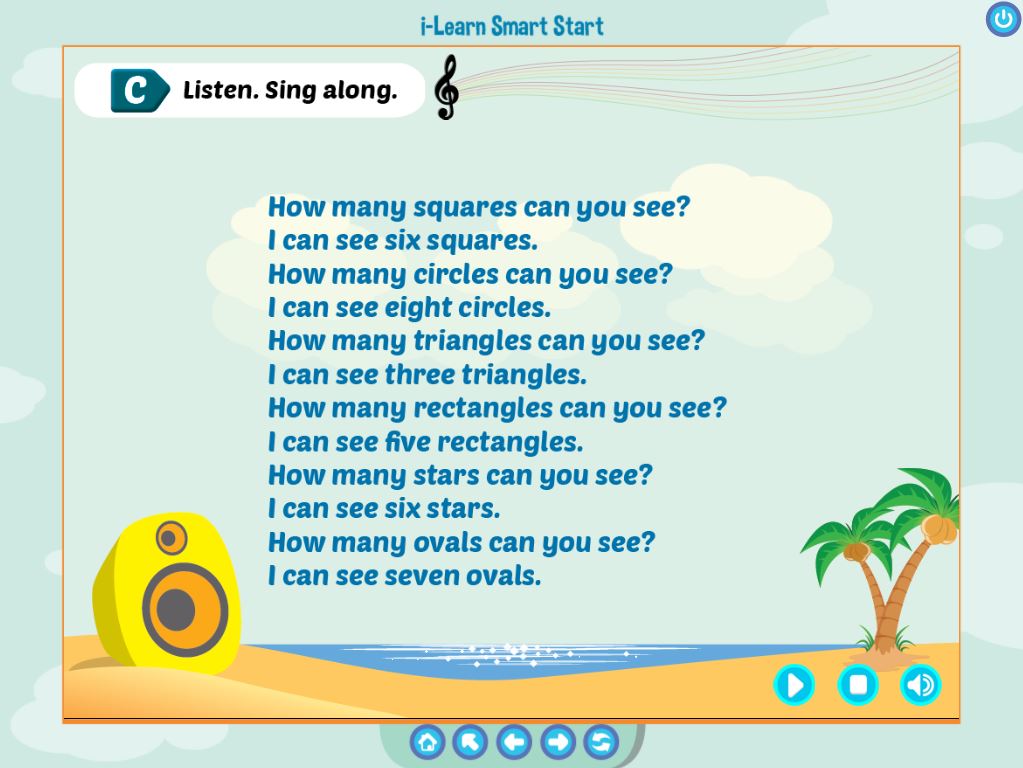 i-Learn Smart Start
C Listen. Sing along.
How many squares can you see?
I can see six squares.
How many circles can you see?
I can see eight circles.
How many triangles can you see?
I can see three triangles.
How many rectangles can you see?
I can see five rectangles.
How many stars can you see?
I can see six stars.
How many ovals can you see?
I can see seven ovals.